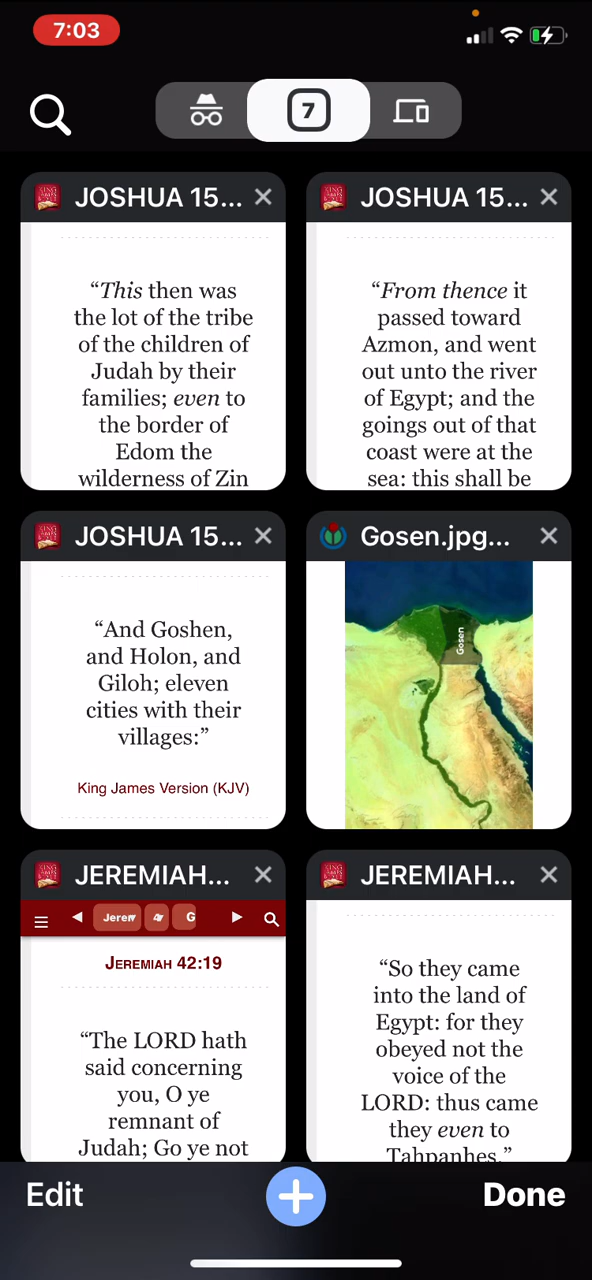 7:03
7
JOSHUA 15...
“This then was
the lot of the tribe
of the children of
Judah by their
families; even to
the border of
Edom the
wilderness of Zin
JOSHUA 15...
“From thence it
passed toward
Azmon, and went
out unto the river
of Egypt; and the
goings out of that
coast were at the
sea: this shall be
JOSHUA 15...
“And Goshen,
and Holon, and
Giloh; eleven
cities with their
villages:”
King James Version (KJV)
Gosen.jpg...
Gosen
JEREMIAH...
JEREMIAH 42:19
“The LORD hath
said concerning
you, O ye
remnant of
Judah; Go ye not
JEREMIAH...
“So they came
into the land of
Egypt: for they
obeyed not the
voice of the
LORD: thus came
they even to
Tahpanhes.”
Edit
Done